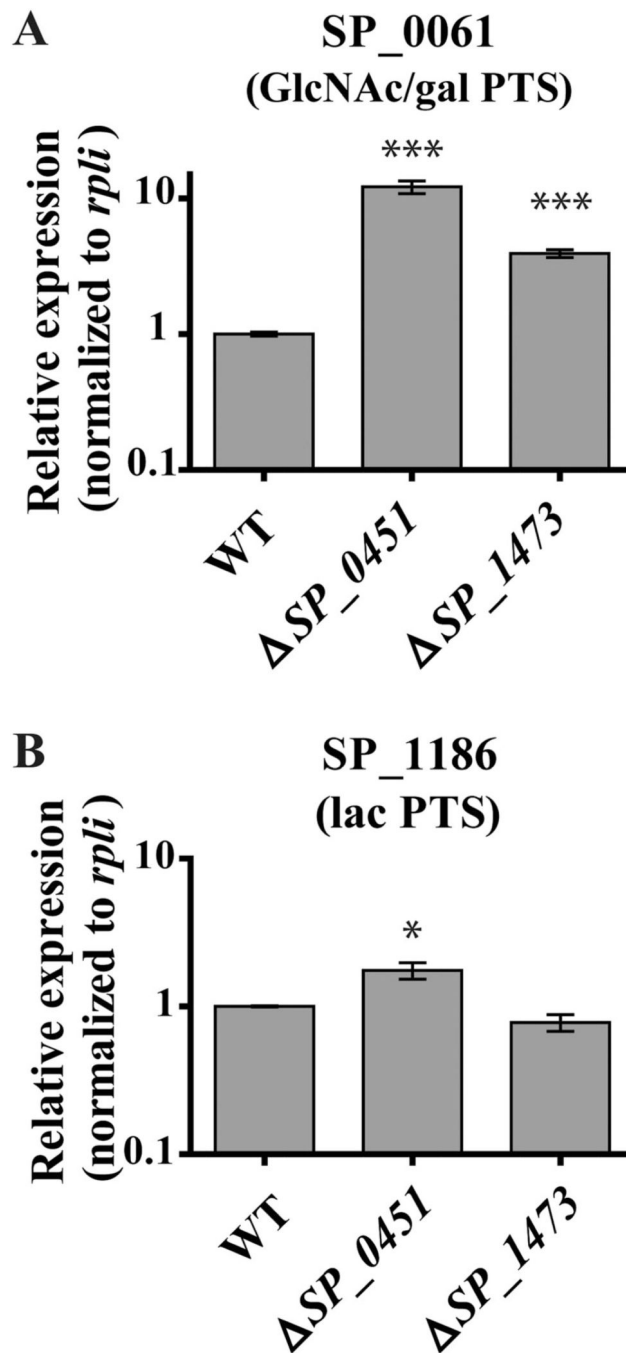 A
SP_0061
(GlcNAc/gal PTS)
Relative expression
(normalized to rpli)
10
1
0.1
***
***
WT
ΔSP_0451
ΔSP_1473
B
SP_1186
(lac PTS)
Relative expression
(normalized to rpli)
10
1
0.1
*
WT
ΔSP_0451
ΔSP_1473